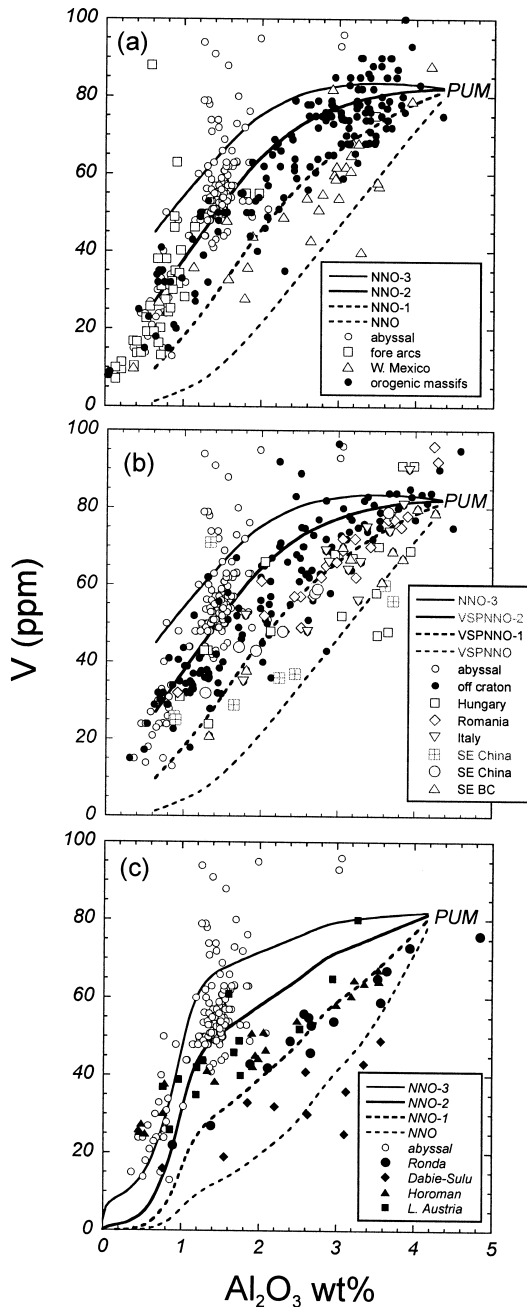 100
(a)
80
PUM
60
40
NNO-3
NNO-2
NNO-1
NNO
abyssal
fore arcs
W. Mexico
orogenic massifs
20
0
100
(b)
80
PUM
60
40
NNO-3
VSPNNO-2
VSPNNO-1
VSPNNO
abyssal
off craton
Hungary
Romania
Italy
SE China
SE China
SE BC
20
0
V (ppm)
100
(c)
80
PUM
60
40
NNO-3
NNO-2
NNO-1
NNO
abyssal
Ronda
Dabie-Sulu
Horoman
L. Austria
20
0
0 1 2 3 4 5
Al₂O₃ wt%